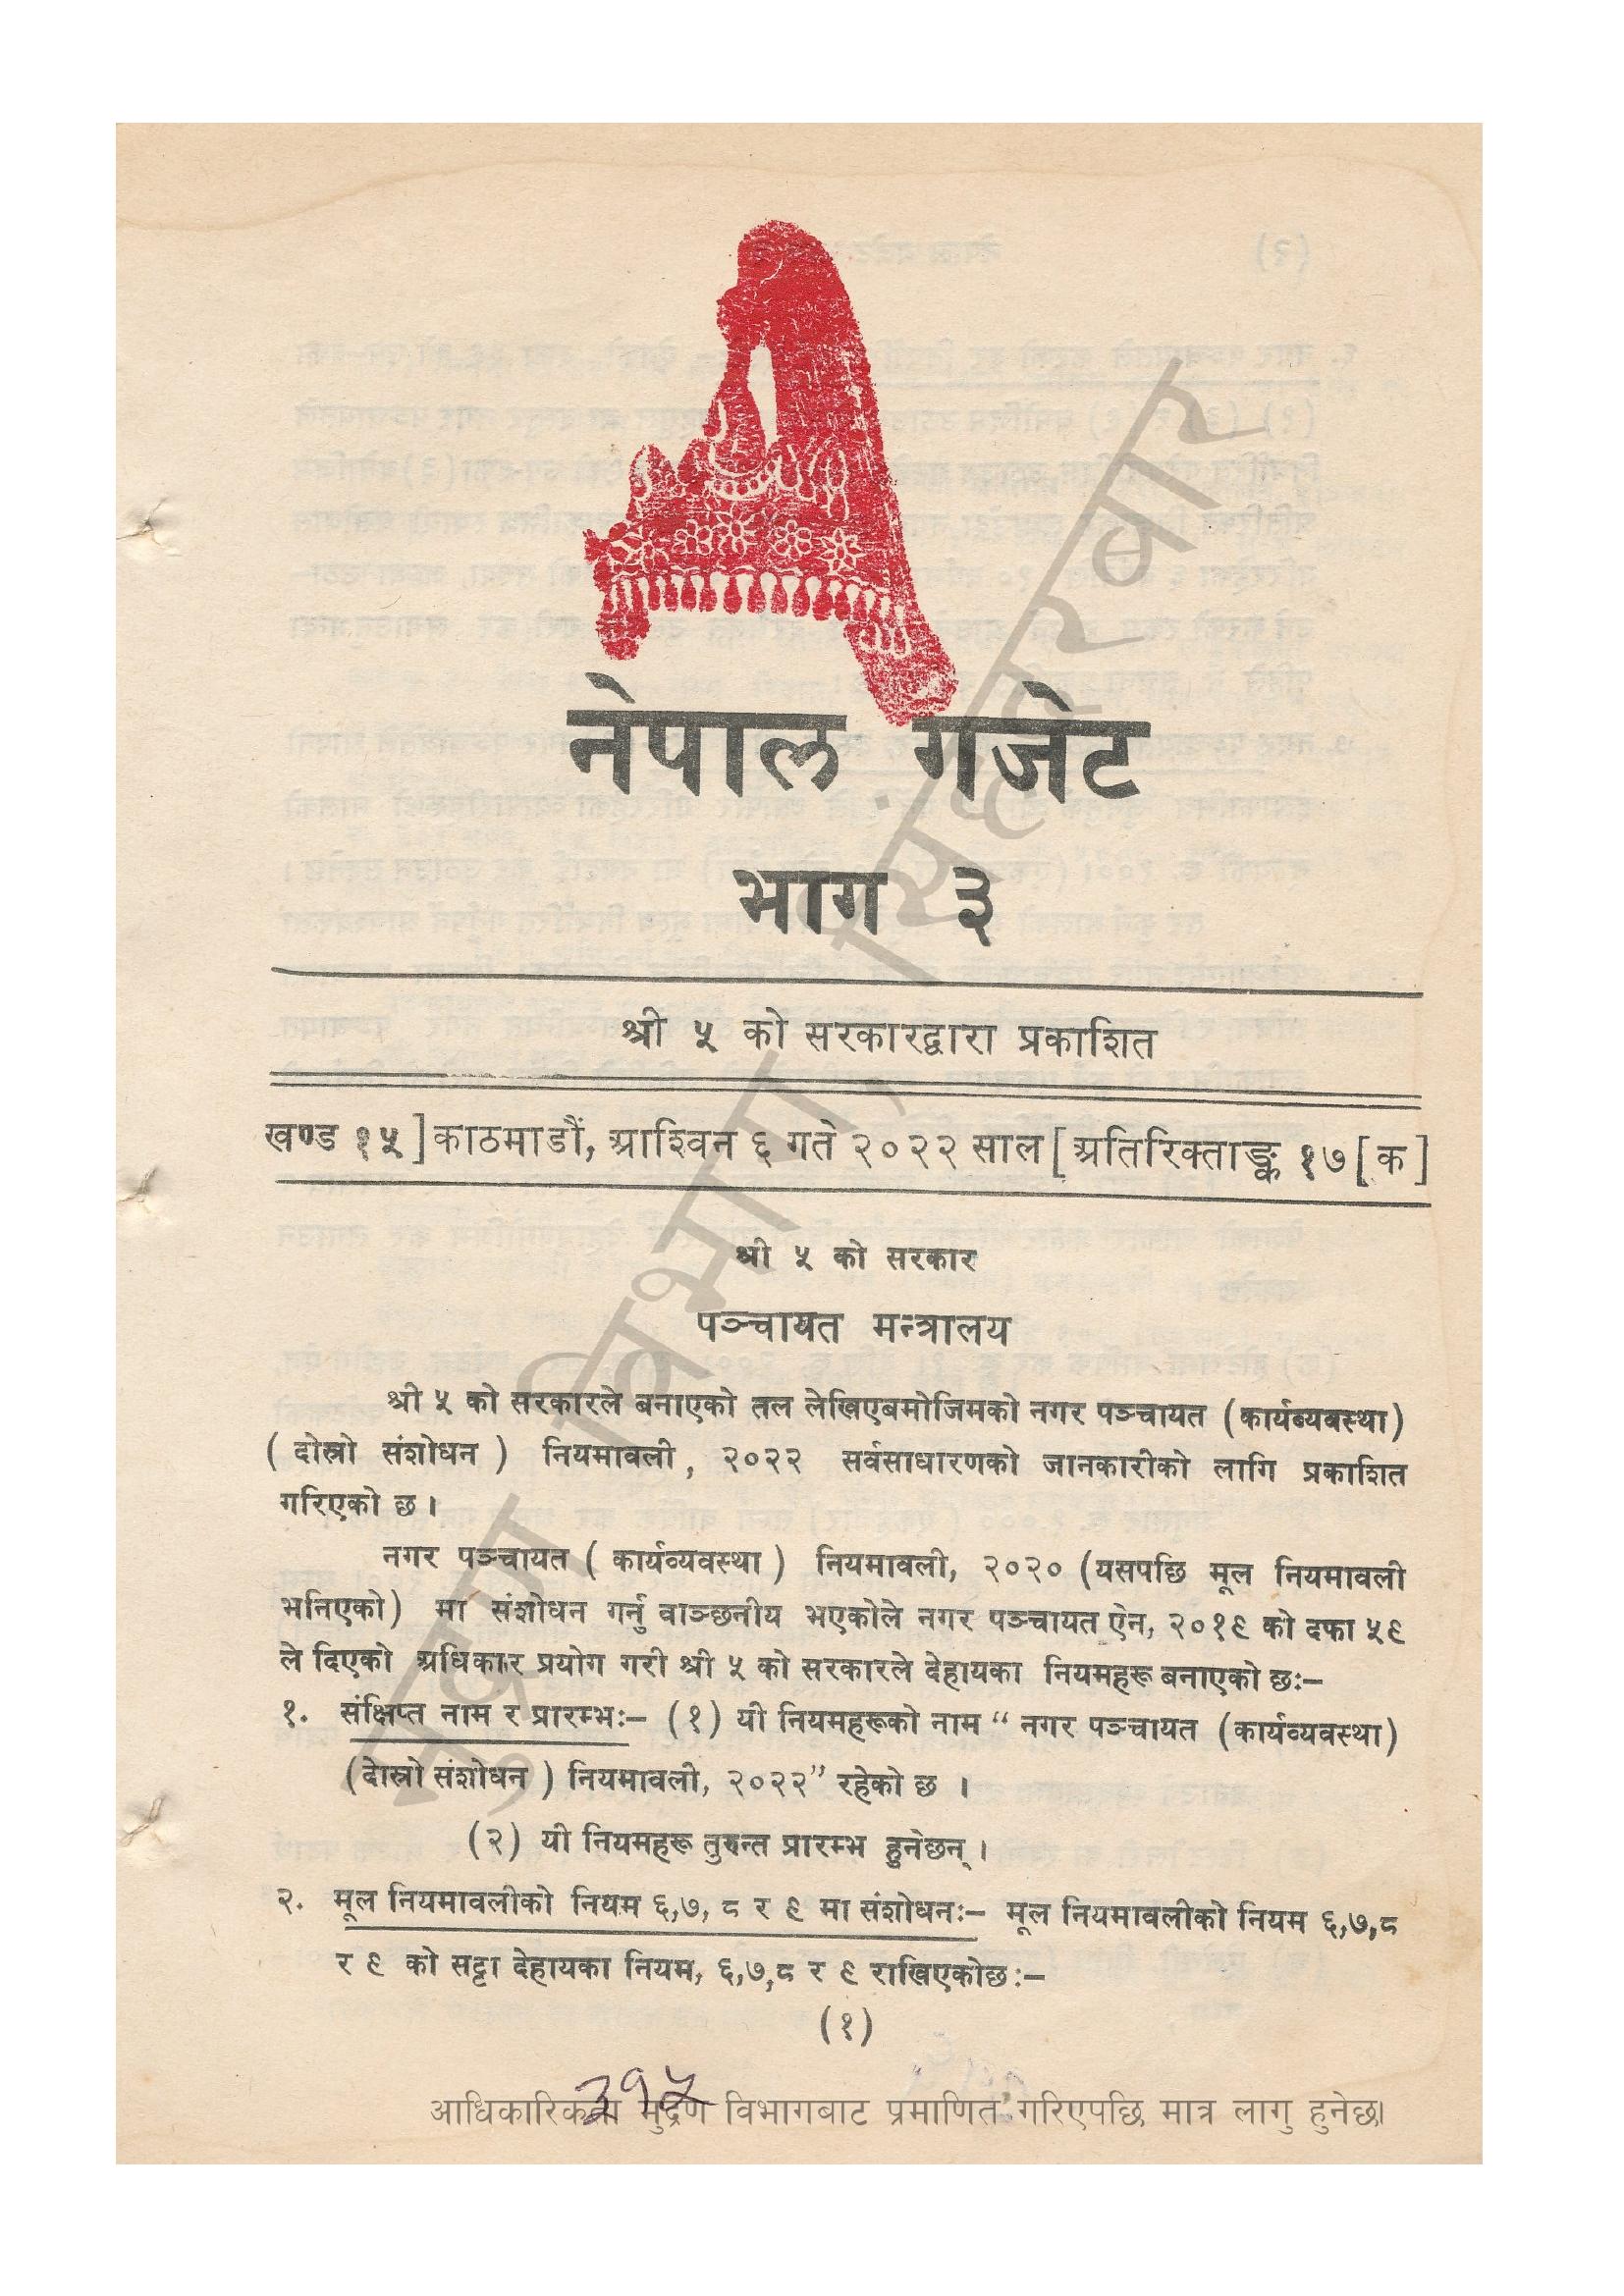 नेपाल गजेट
भाग ३
श्री ५ को सरकारद्वारा प्रकाशित
खण्ड १५ ] काठमाडौं, आश्विन ६ गते २०२२ साल [ अतिरिक्ताङ्क १७ [ क ]
श्री ५ को सरकार
पञ्चायत मन्त्रालय
श्री ५ को सरकारले बनाएको तल लेखिएबमोजिमको नगर पञ्चायत (कार्यव्यवस्था)
( दोस्रो संशोधन ) नियमावली, २०२२ सर्वसाधारणको जानकारीको लागि प्रकाशित
गरिएको छ ।
नगर पञ्चायत ( कार्यव्यवस्था ) नियमावली, २०२० (यसपछि मूल नियमावली
भनिएको) मा संशोधन गर्नु वाञ्छनीय भएकोले नगर पञ्चायत ऐन, २०१९ को दफा ५९
ले दिएको अधिकार प्रयोग गरी श्री ५ को सरकारले देहायका नियमहरू बनाएको छः–
१. संक्षिप्त नाम र प्रारम्भः– (१) यी नियमहरूको नाम “ नगर पञ्चायत (कार्यव्यवस्था)
(दोस्रो संशोधन ) नियमावली, २०२२” रहेको छ ।
(२) यी नियमहरू तुरुन्त प्रारम्भ हुनेछन् ।
२. मूल नियमावलीको नियम ६,७, ८ र ९ मा संशोधनः– मूल नियमावलीको नियम ६,७,८
र ९ को सट्टा देहायका नियम, ६,७,८ र ९ राखिएकोछः–
(१)
३१५
आधिकारिकता मुद्रण विभागबाट प्रमाणित गरिएपछि मात्र लागु हुनेछ।
मुद्रण विभाग, सिंहदरवार